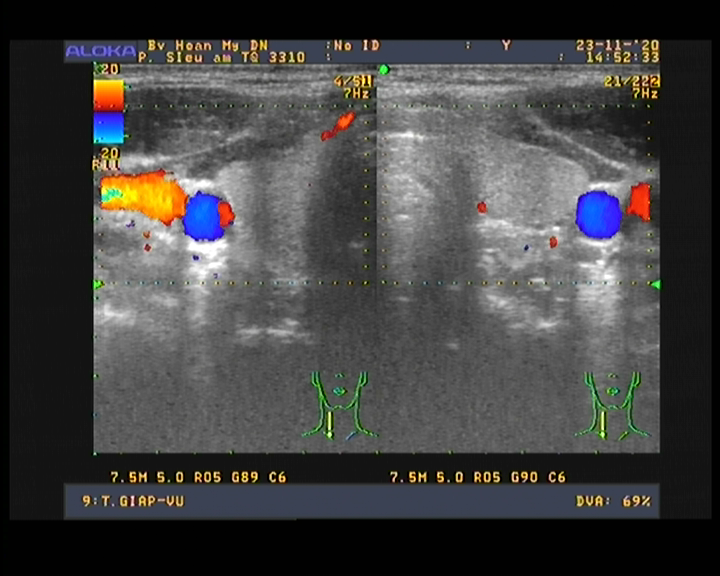 ALOKA Bv Hoan My DN :No ID : Y 23-11-'20
P. Sieu am TQ 3310 : : 14:52:33
20 4/51 21/222
7Hz 7Hz
20
R11
7.5M 5.0 R05 G89 C6 7.5M 5.0 R05 G90 C6
9:T.GIAP-VU DVA: 69%